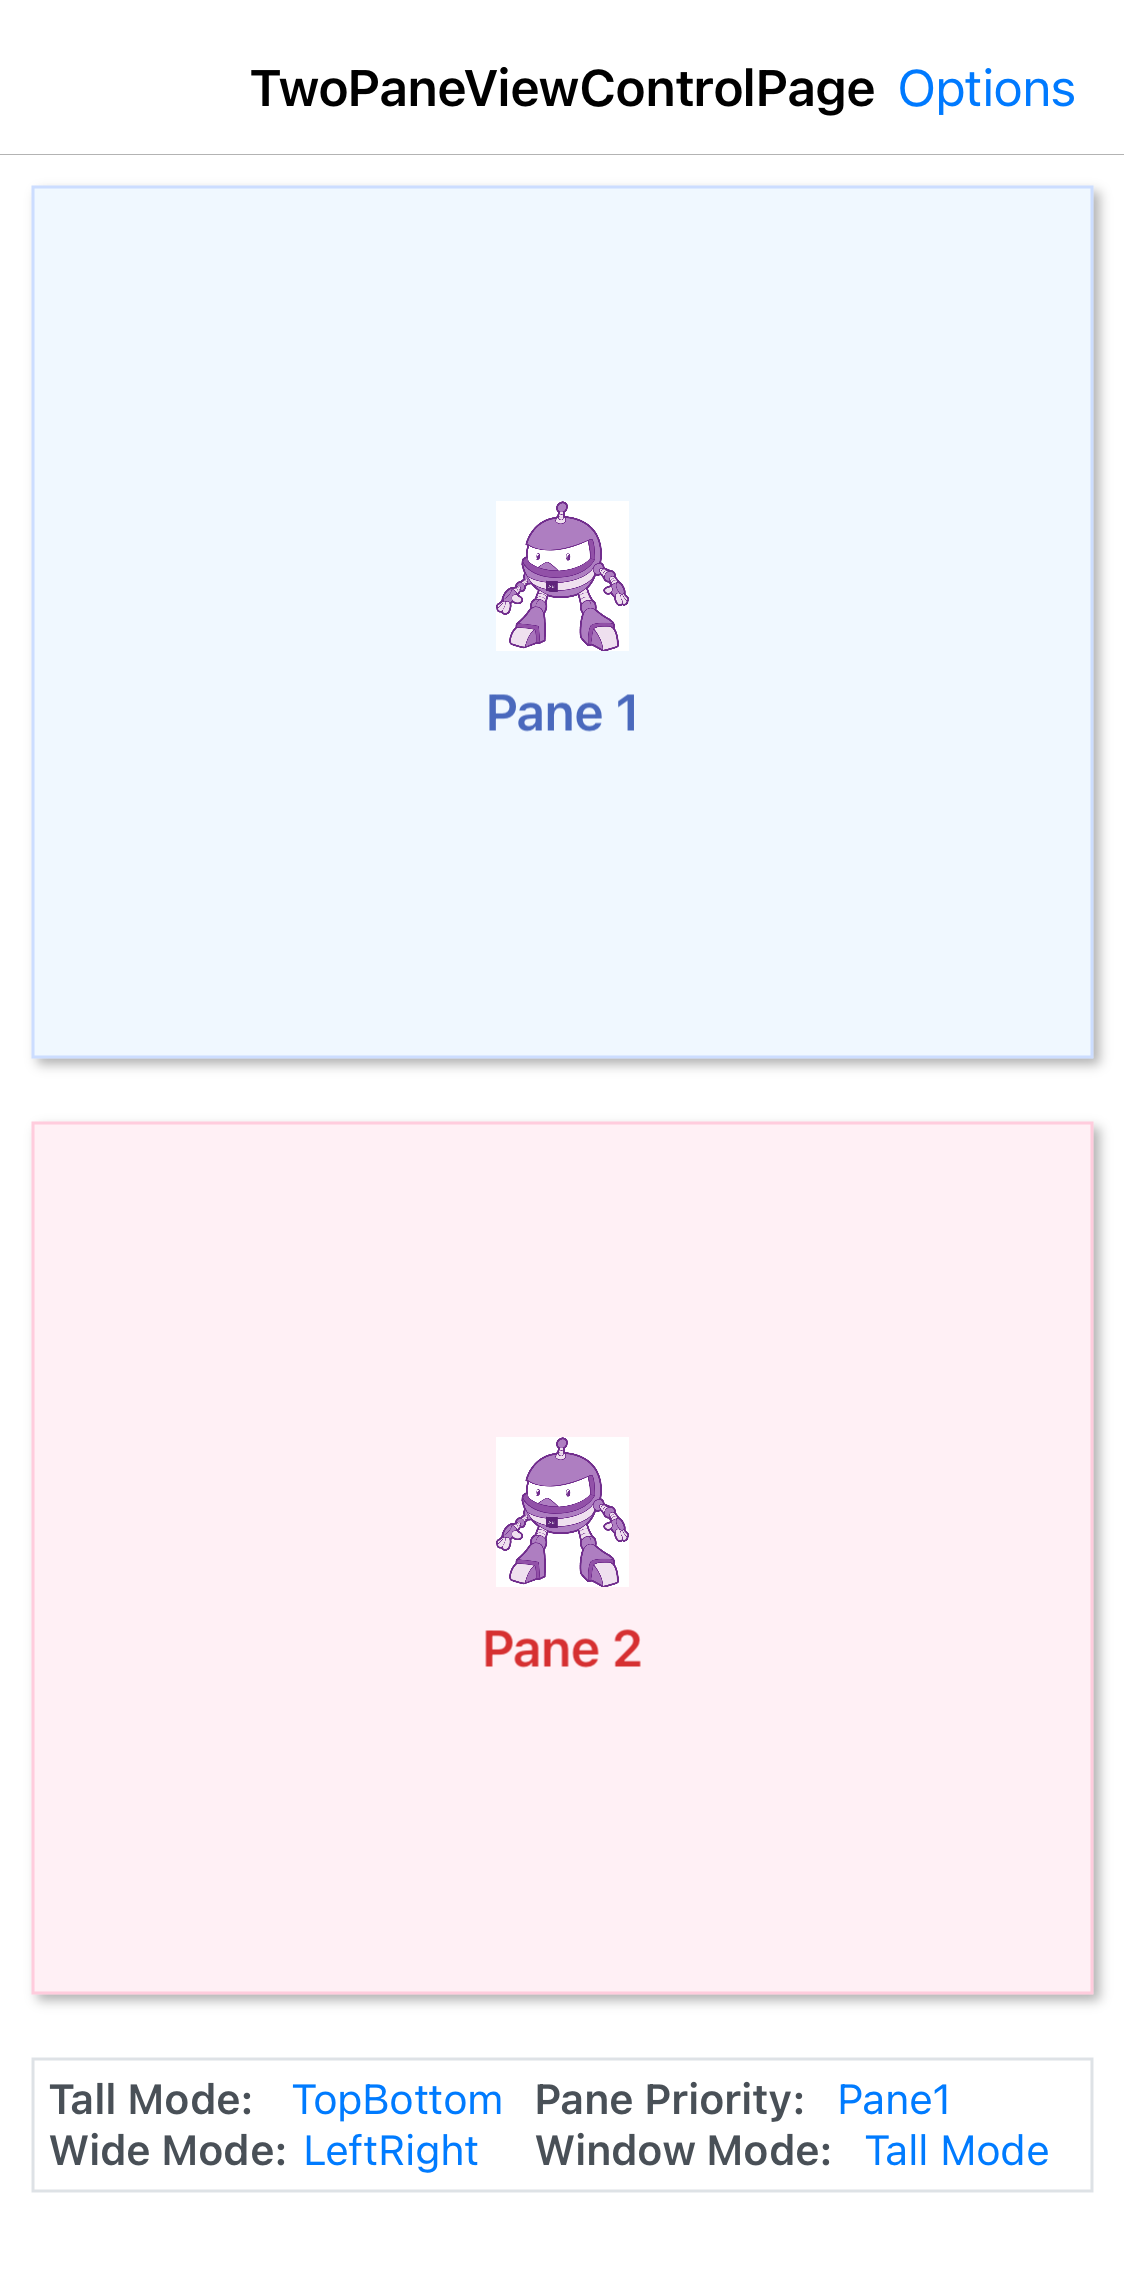 TwoPaneViewControlPage Options
Pane 1
Pane 2
Tall Mode: TopBottom Pane Priority: Pane1
Wide Mode: LeftRight Window Mode: Tall Mode